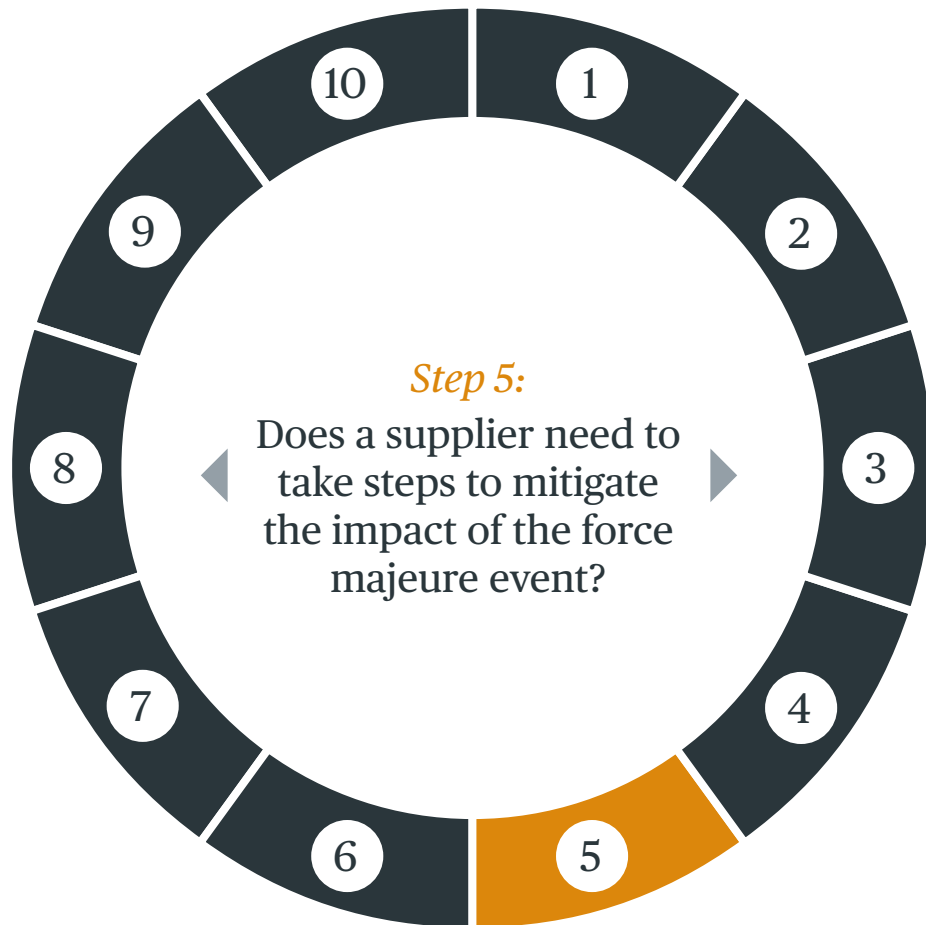 10
1
9
2
Step 5:
Does a supplier need to
take steps to mitigate
the impact of the force
majeure event?
8
3
7
4
6
5